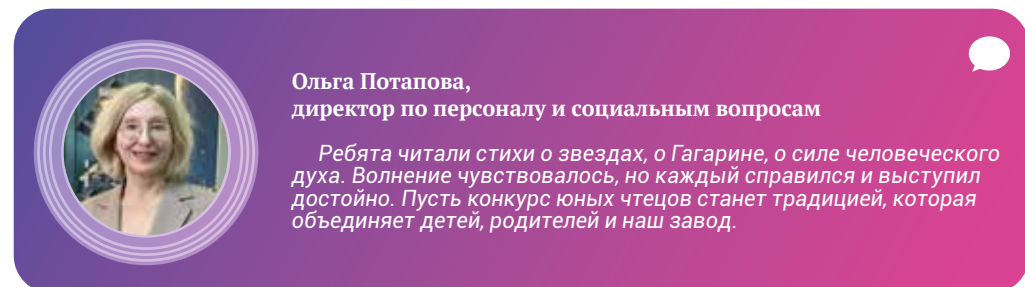 Ольга Потапова,
директор по персоналу и социальным вопросам
Ребята читали стихи о звездах, о Гагарине, о силе человеческого
духа. Волнение чувствовалось, но каждый справился и выступил
достойно. Пусть конкурс юных чтецов станет традицией, которая
объединяет детей, родителей и наш завод.